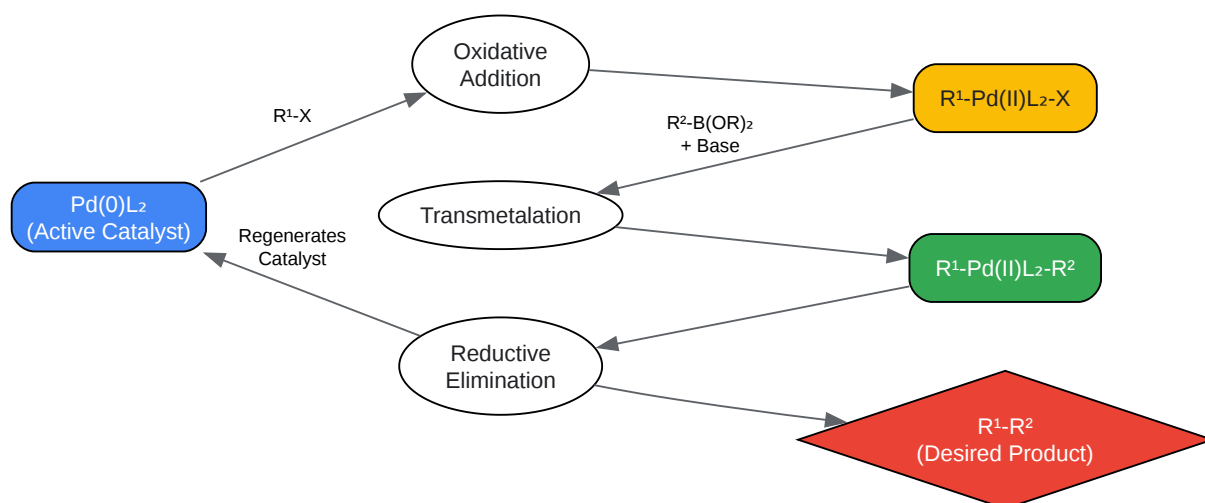 Oxidative
Addition
R¹-X
R¹-Pd(II)L₂-X
R²-B(OR)₂
+ Base
Pd(0)L₂
(Active Catalyst)
Transmetalation
Regenerates
Catalyst
R¹-Pd(II)L₂-R²
Reductive
Elimination
R¹-R²
(Desired Product)